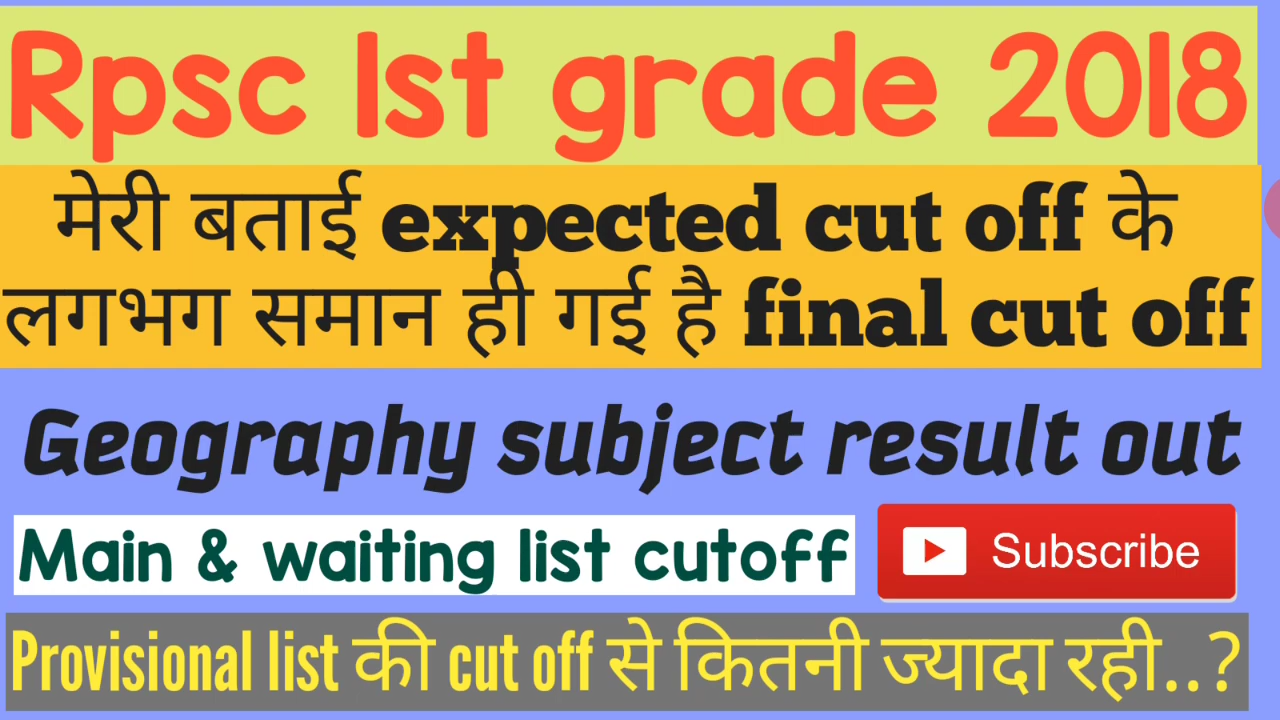 Rpsc 1st grade 2018
मेरी बताई expected cut off के
लगभग समान ही गई है final cut off
Geography subject result out
Main & waiting list cutoff
Subscribe
Provisional list की cut off से कितनी ज्यादा रही..?